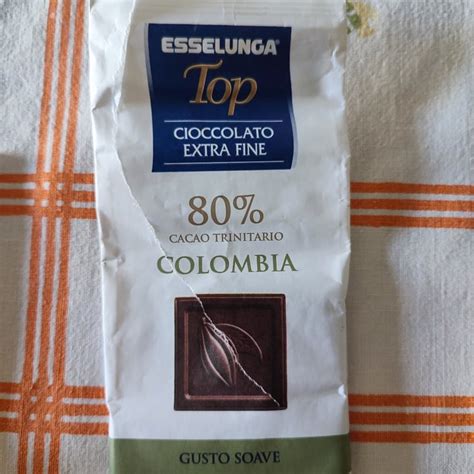 ESSELUNGA®
Top
CIOCCOLATO
EXTRA FINE
80%
CACAO TRINITARIO
COLOMBIA
GUSTO SOAVE